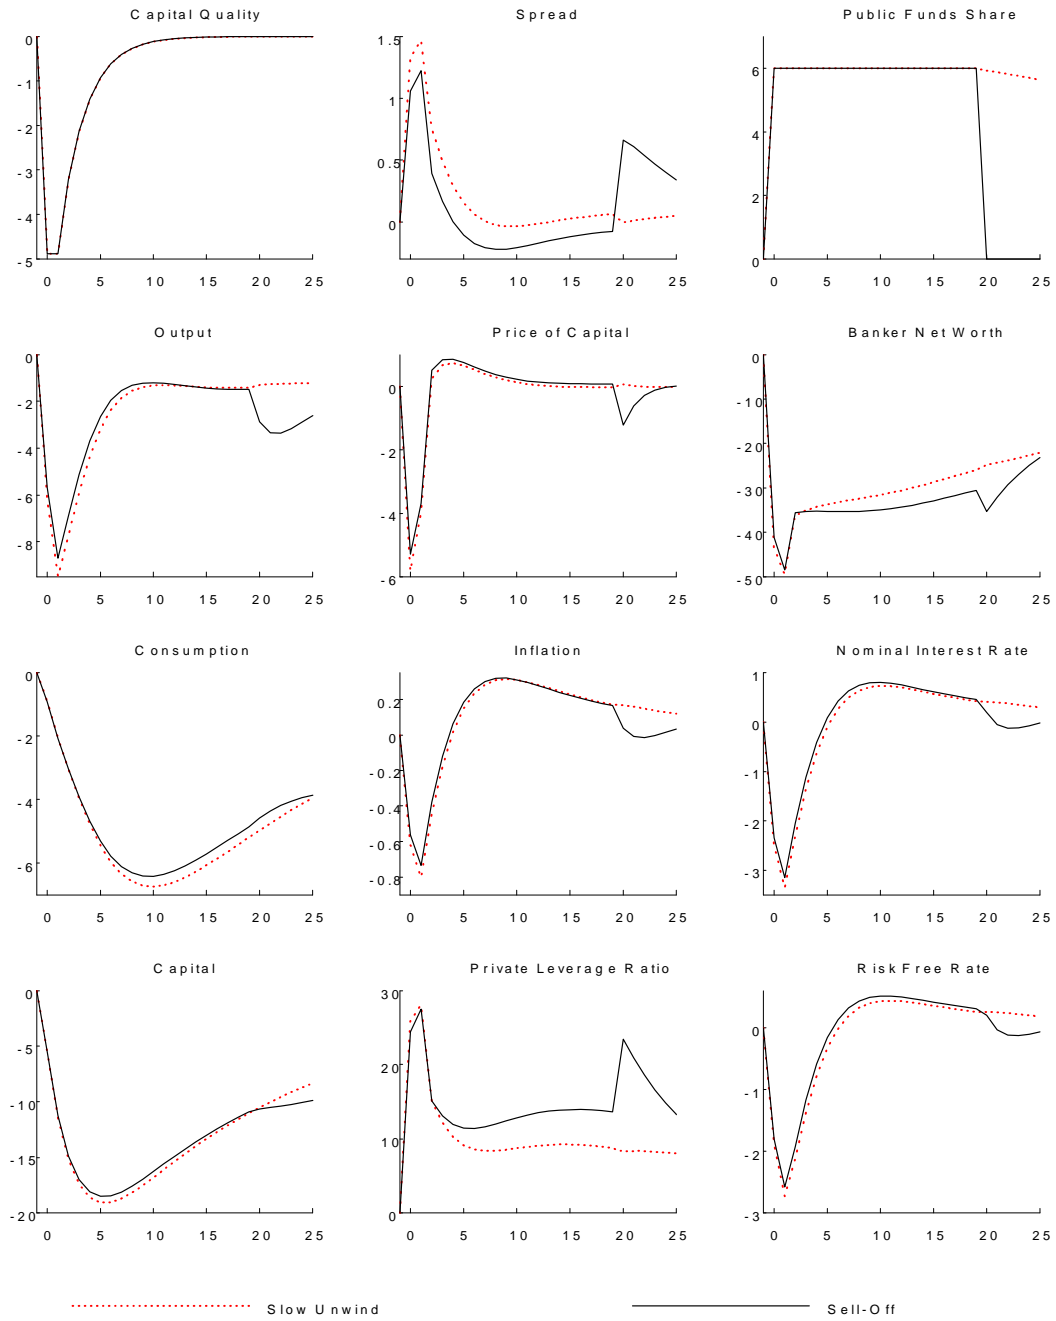 Capital Quality
Spread
Public Funds Share
0
-1
-2
-3
-4
-5
0 5 10 15 20 25
1.5
1
0.5
0
0 5 10 15 20 25
6
4
2
0
0 5 10 15 20 25
Output
Price of Capital
Banker Net Worth
0
-2
-4
-6
-8
0 5 10 15 20 25
0
-2
-4
-6
0 5 10 15 20 25
0
-10
-20
-30
-40
-50
0 5 10 15 20 25
Consumption
Inflation
Nominal Interest Rate
0
-2
-4
-6
0 5 10 15 20 25
0.2
0
-0.2
-0.4
-0.6
-0.8
0 5 10 15 20 25
1
0
-1
-2
-3
0 5 10 15 20 25
Capital
Private Leverage Ratio
Risk Free Rate
0
-5
-10
-15
-20
0 5 10 15 20 25
30
20
10
0
0 5 10 15 20 25
0
-1
-2
-3
0 5 10 15 20 25
Slow Unwind
Sell-Off